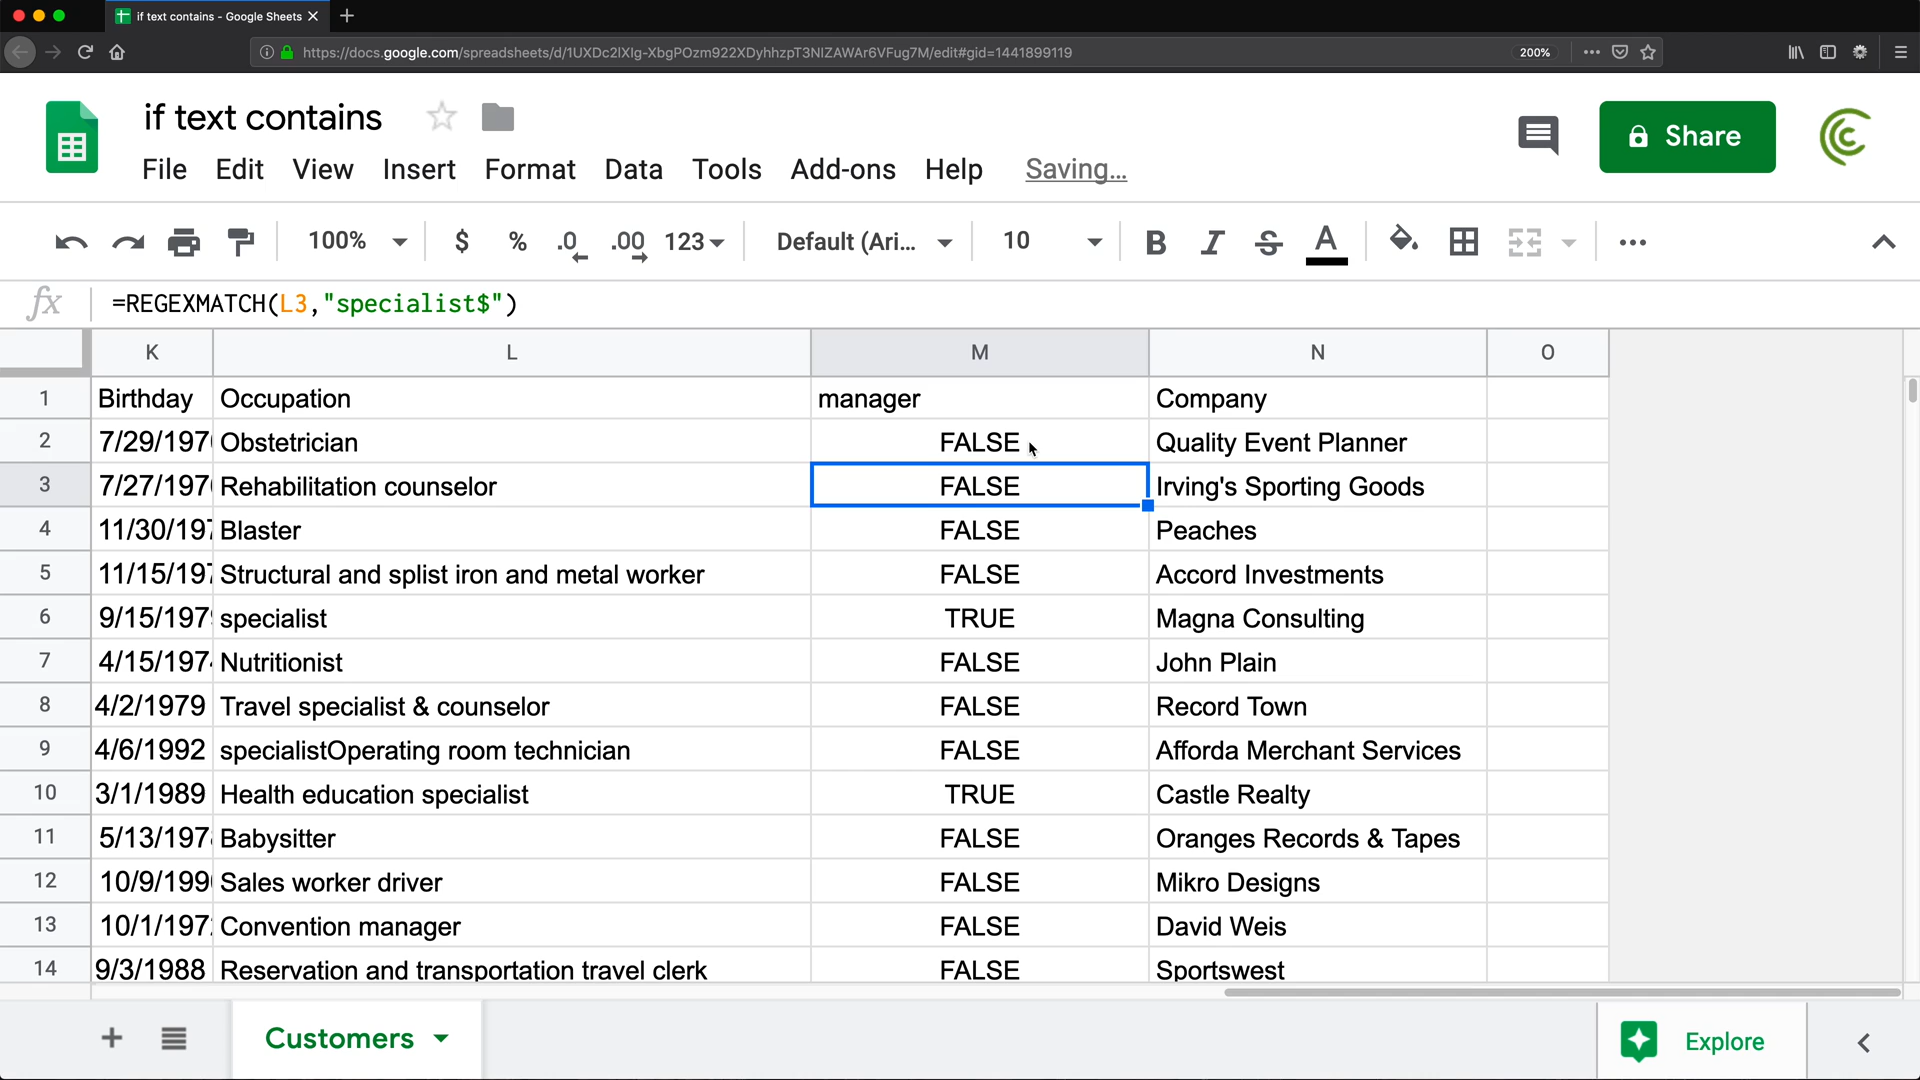 if text contains - Google Sheets
https://docs.google.com/spreadsheets/d/1UXDc2lXIg-XbgPOzm922XDyhhzpT3NIZAWAr6VFug7M/edit#gid=1441899119 200%
if text contains
File Edit View Insert Format Data Tools Add-ons Help Saving...
Share
100% $ % .0 .00 123 Default (Ari... 10 B I S A
fx =REGEXMATCH(L3,"specialist$")
K L M N O
1 Birthday Occupation manager Company
2 7/29/197 Obstetrician FALSE Quality Event Planner
3 7/27/197 Rehabilitation counselor FALSE Irving's Sporting Goods
4 11/30/197 Blaster FALSE Peaches
5 11/15/197 Structural and splist iron and metal worker FALSE Accord Investments
6 9/15/197 specialist TRUE Magna Consulting
7 4/15/197 Nutritionist FALSE John Plain
8 4/2/1979 Travel specialist & counselor FALSE Record Town
9 4/6/1992 specialistOperating room technician FALSE Afforda Merchant Services
10 3/1/1989 Health education specialist TRUE Castle Realty
11 5/13/197 Babysitter FALSE Oranges Records & Tapes
12 10/9/199 Sales worker driver FALSE Mikro Designs
13 10/1/197 Convention manager FALSE David Weis
14 9/3/1988 Reservation and transportation travel clerk FALSE Sportswest
Customers
Explore